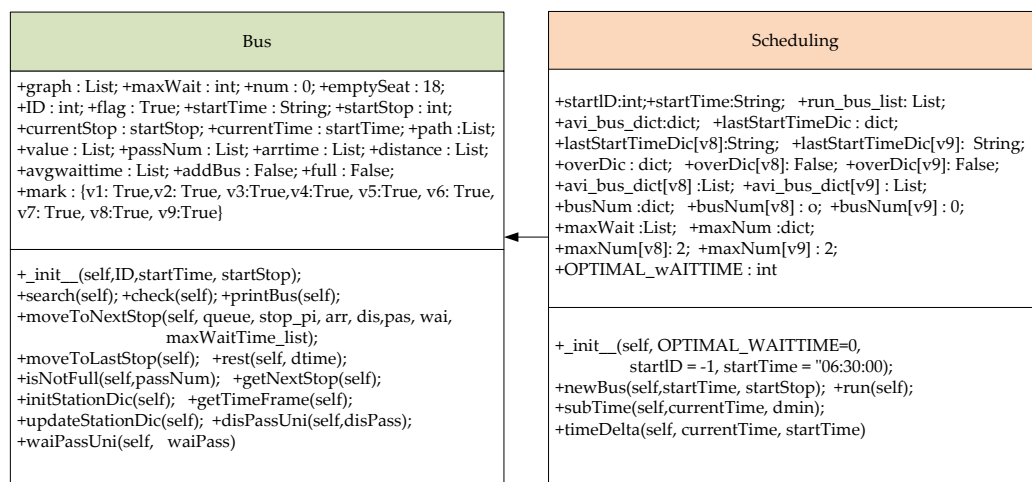 Bus
+graph : List; +maxWait : int; +num : 0; +emptySeat : 18;
+ID : int; +flag : True; +startTime : String; +startStop : int;
+currentStop : startStop; +currentTime : startTime; +path :List;
+value : List; +passNum : List; +arrtime : List; +distance : List;
+avgwaittime : List; +addBus : False; +full : False;
+mark : {v1: True,v2: True, v3:True,v4:True, v5:True, v6: True,
v7: True, v8:True, v9:True}
+_init__(self,ID,startTime, startStop);
+search(self); +check(self); +printBus(self);
+moveToNextStop(self, queue, stop_pi, arr, dis,pas, wai,
maxWaitTime_list);
+moveToLastStop(self); +rest(self, dtime);
+isNotFull(self,passNum); +getNextStop(self);
+initStationDic(self); +getTimeFrame(self);
+updateStationDic(self); +disPassUni(self,disPass);
+waiPassUni(self, waiPass)
Scheduling
+startID:int;+startTime:String; +run_bus_list: List;
+avi_bus_dict:dict; +lastStartTimeDic : dict;
+lastStartTimeDic[v8]:String; +lastStartTimeDic[v9]: String;
+overDic : dict; +overDic[v8]: False; +overDic[v9]: False;
+avi_bus_dict[v8] :List; +avi_bus_dict[v9] : List;
+busNum :dict; +busNum[v8] : o; +busNum[v9] : 0;
+maxWait :List; +maxNum :dict;
+maxNum[v8]: 2; +maxNum[v9] : 2;
+OPTIMAL_wAITTIME : int
+_init__(self, OPTIMAL_WAITTIME=0,
startID = -1, startTime = "06:30:00);
+newBus(self,startTime, startStop); +run(self);
+subTime(self,currentTime, dmin);
+timeDelta(self, currentTime, startTime)